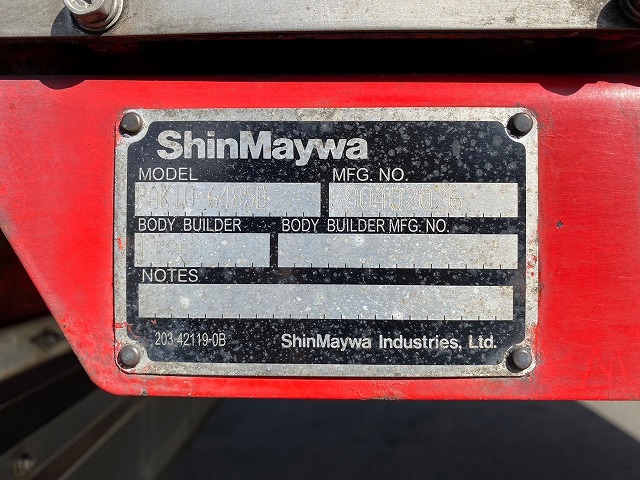 ShinMaywa
MODEL MFG. NO.
BODY BUILDER BODY BUILDER MFG. NO.
NOTES
203-42119-0B ShinMaywa Industries, Ltd.